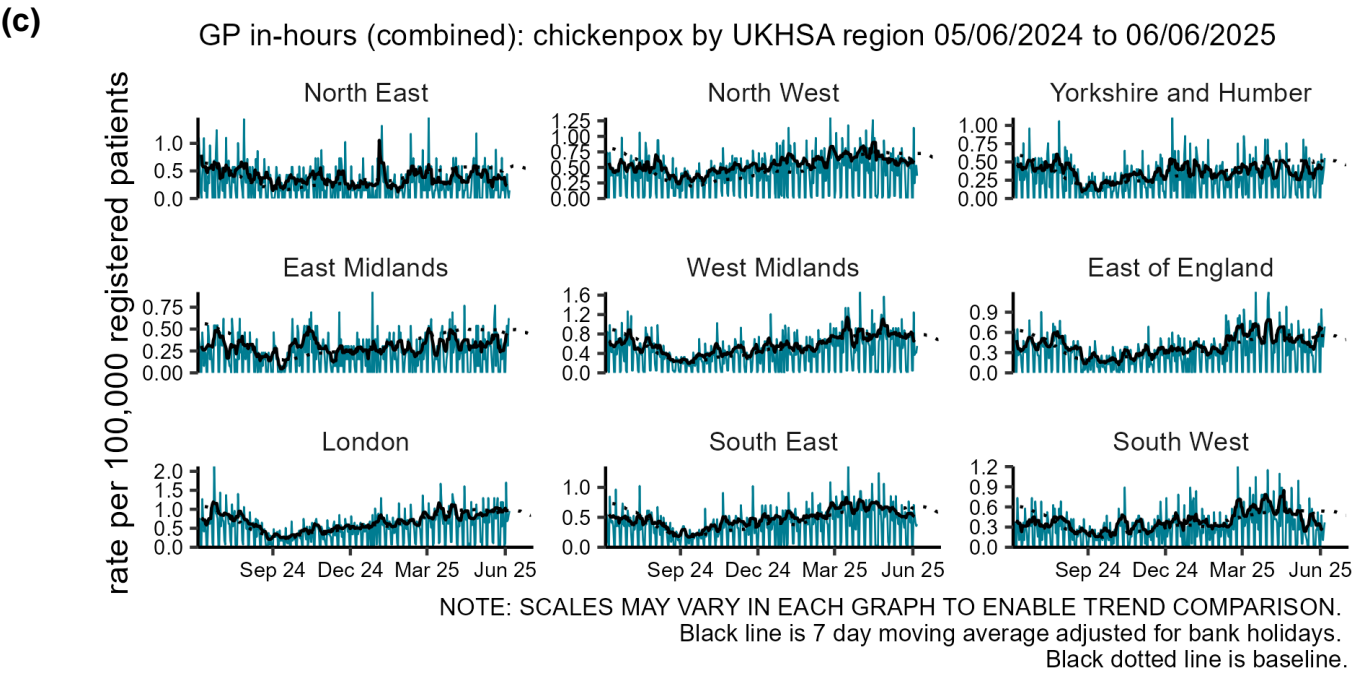 (c)
GP in-hours (combined): chickenpox by UKHSA region 05/06/2024 to 06/06/2025
rate per 100,000 registered patients
North East
1.0
0.5
0.0
North West
1.25
1.00
0.75
0.50
0.25
0.00
Yorkshire and Humber
1.00
0.75
0.50
0.25
0.00
East Midlands
0.75
0.50
0.25
0.00
West Midlands
1.6
1.2
0.8
0.4
0.0
East of England
0.9
0.6
0.3
0.0
London
2.0
1.5
1.0
0.5
0.0
South East
1.0
0.5
0.0
South West
1.2
0.9
0.6
0.3
0.0
Sep 24 Dec 24 Mar 25 Jun 25
Sep 24 Dec 24 Mar 25 Jun 25
Sep 24 Dec 24 Mar 25 Jun 25
NOTE: SCALES MAY VARY IN EACH GRAPH TO ENABLE TREND COMPARISON.
Black line is 7 day moving average adjusted for bank holidays.
Black dotted line is baseline.